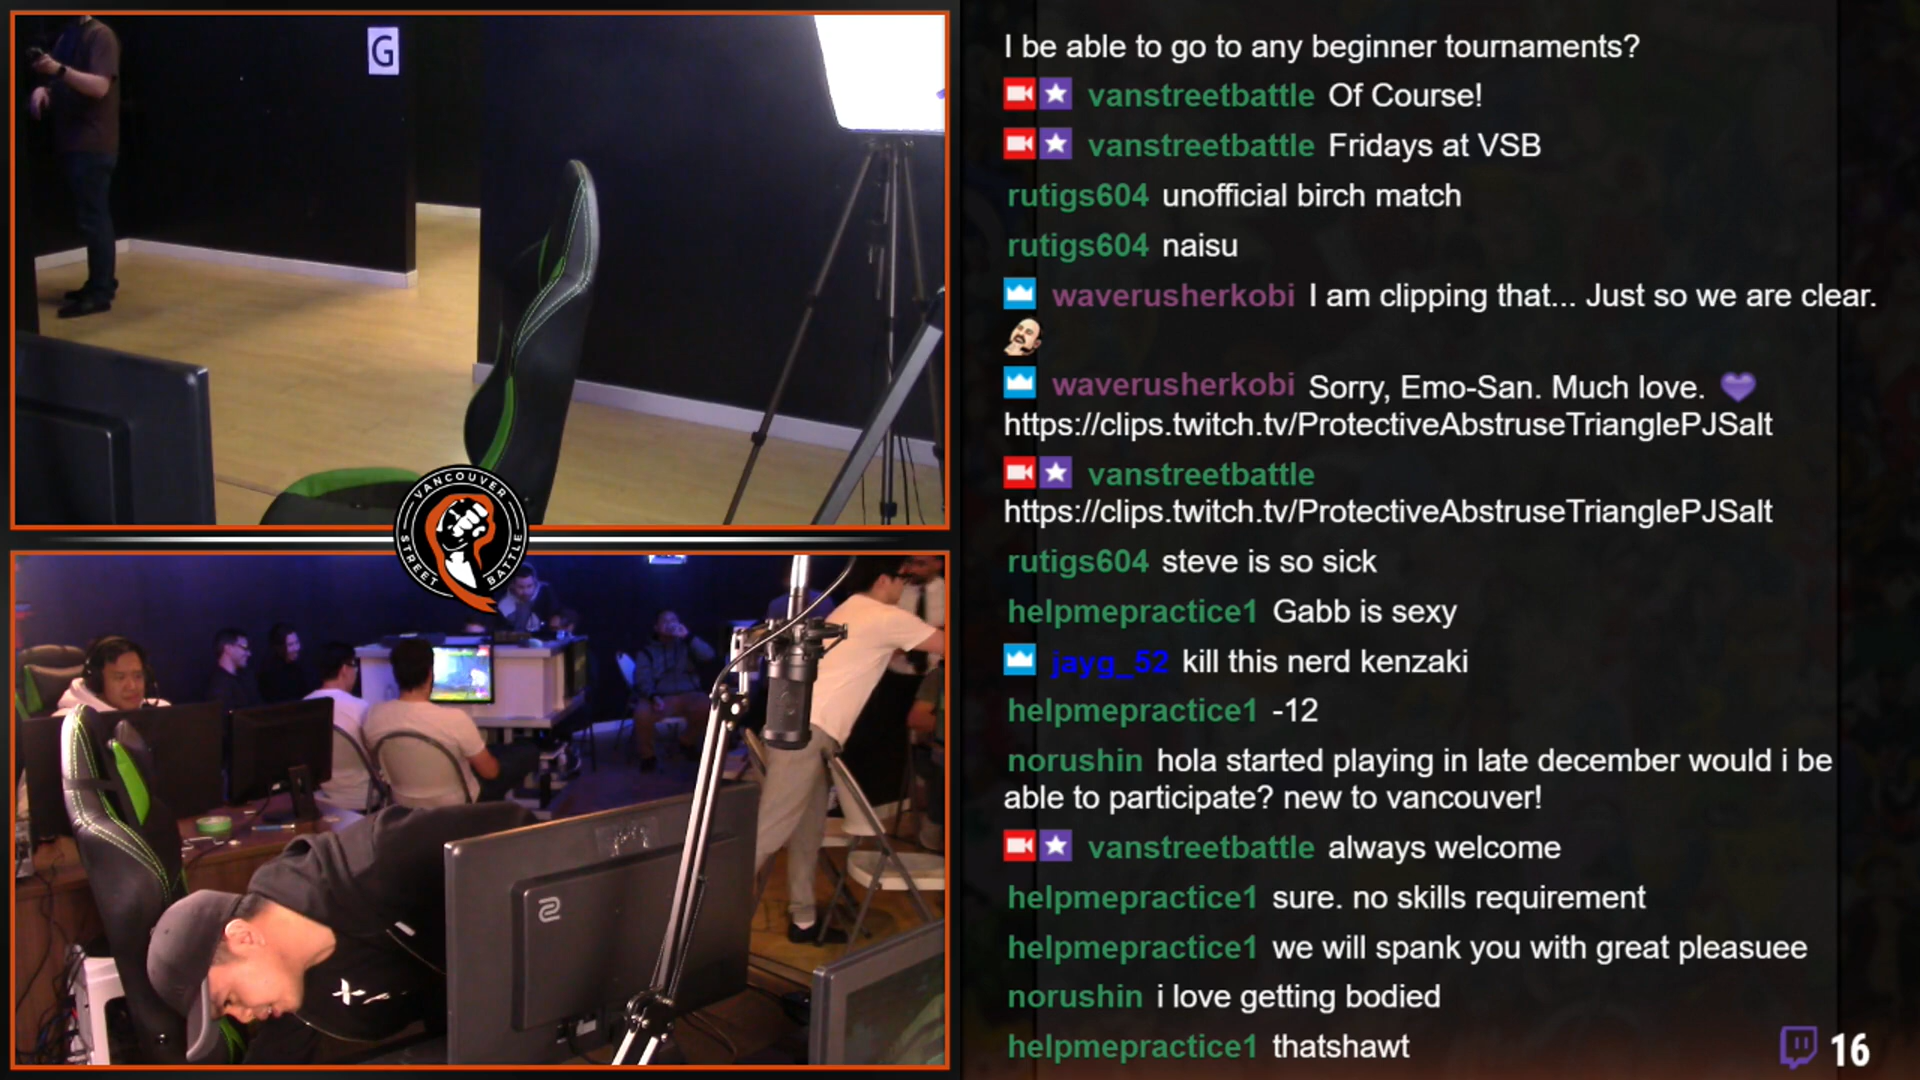 G
VANCOUVER
STREET BATTLE
I be able to go to any beginner tournaments?
vanstreetbattle Of Course!
vanstreetbattle Fridays at VSB
rutigs604 unofficial birch match
rutigs604 naisu
waverusherkobi I am clipping that... Just so we are clear.
waverusherkobi Sorry, Emo-San. Much love.
https://clips.twitch.tv/ProtectiveAbstruseTrianglePJSalt
vanstreetbattle
https://clips.twitch.tv/ProtectiveAbstruseTrianglePJSalt
rutigs604 steve is so sick
helpmepractice1 Gabb is sexy
jayg_52 kill this nerd kenzaki
helpmepractice1 -12
norushin hola started playing in late december would i be
able to participate? new to vancouver!
vanstreetbattle always welcome
helpmepractice1 sure. no skills requirement
helpmepractice1 we will spank you with great pleasuee
norushin i love getting bodied
helpmepractice1 thatshawt
16